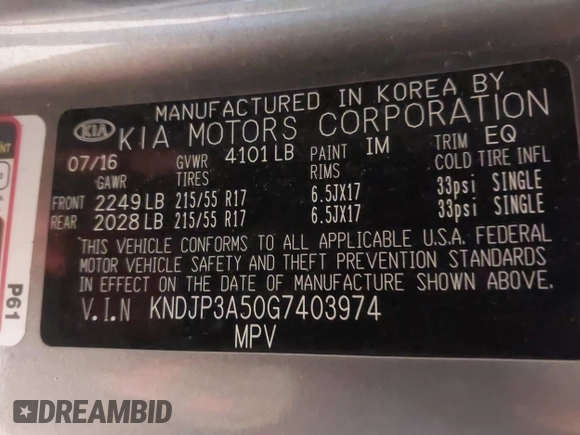 MANUFACTURED IN KOREA BY
KIA KIA MOTORS CORPORATION
07/16 GVWR 4101 LB PAINT IM TRIM EQ
GAWR TIRES RIMS COLD TIRE INFL
FRONT 2249 LB 215/55 R17 6.5JX17 33psi SINGLE
REAR 2028 LB 215/55 R17 6.5JX17 33psi SINGLE
THIS VEHICLE CONFORMS TO ALL APPLICABLE U.S.A. FEDERAL
MOTOR VEHICLE SAFETY AND THEFT PREVENTION STANDARDS
IN EFFECT ON THE DATE OF MANUFACTURE SHOWN ABOVE.
V.I.N KNDJP3A50G7403974
MPV
P61
DREAMBID